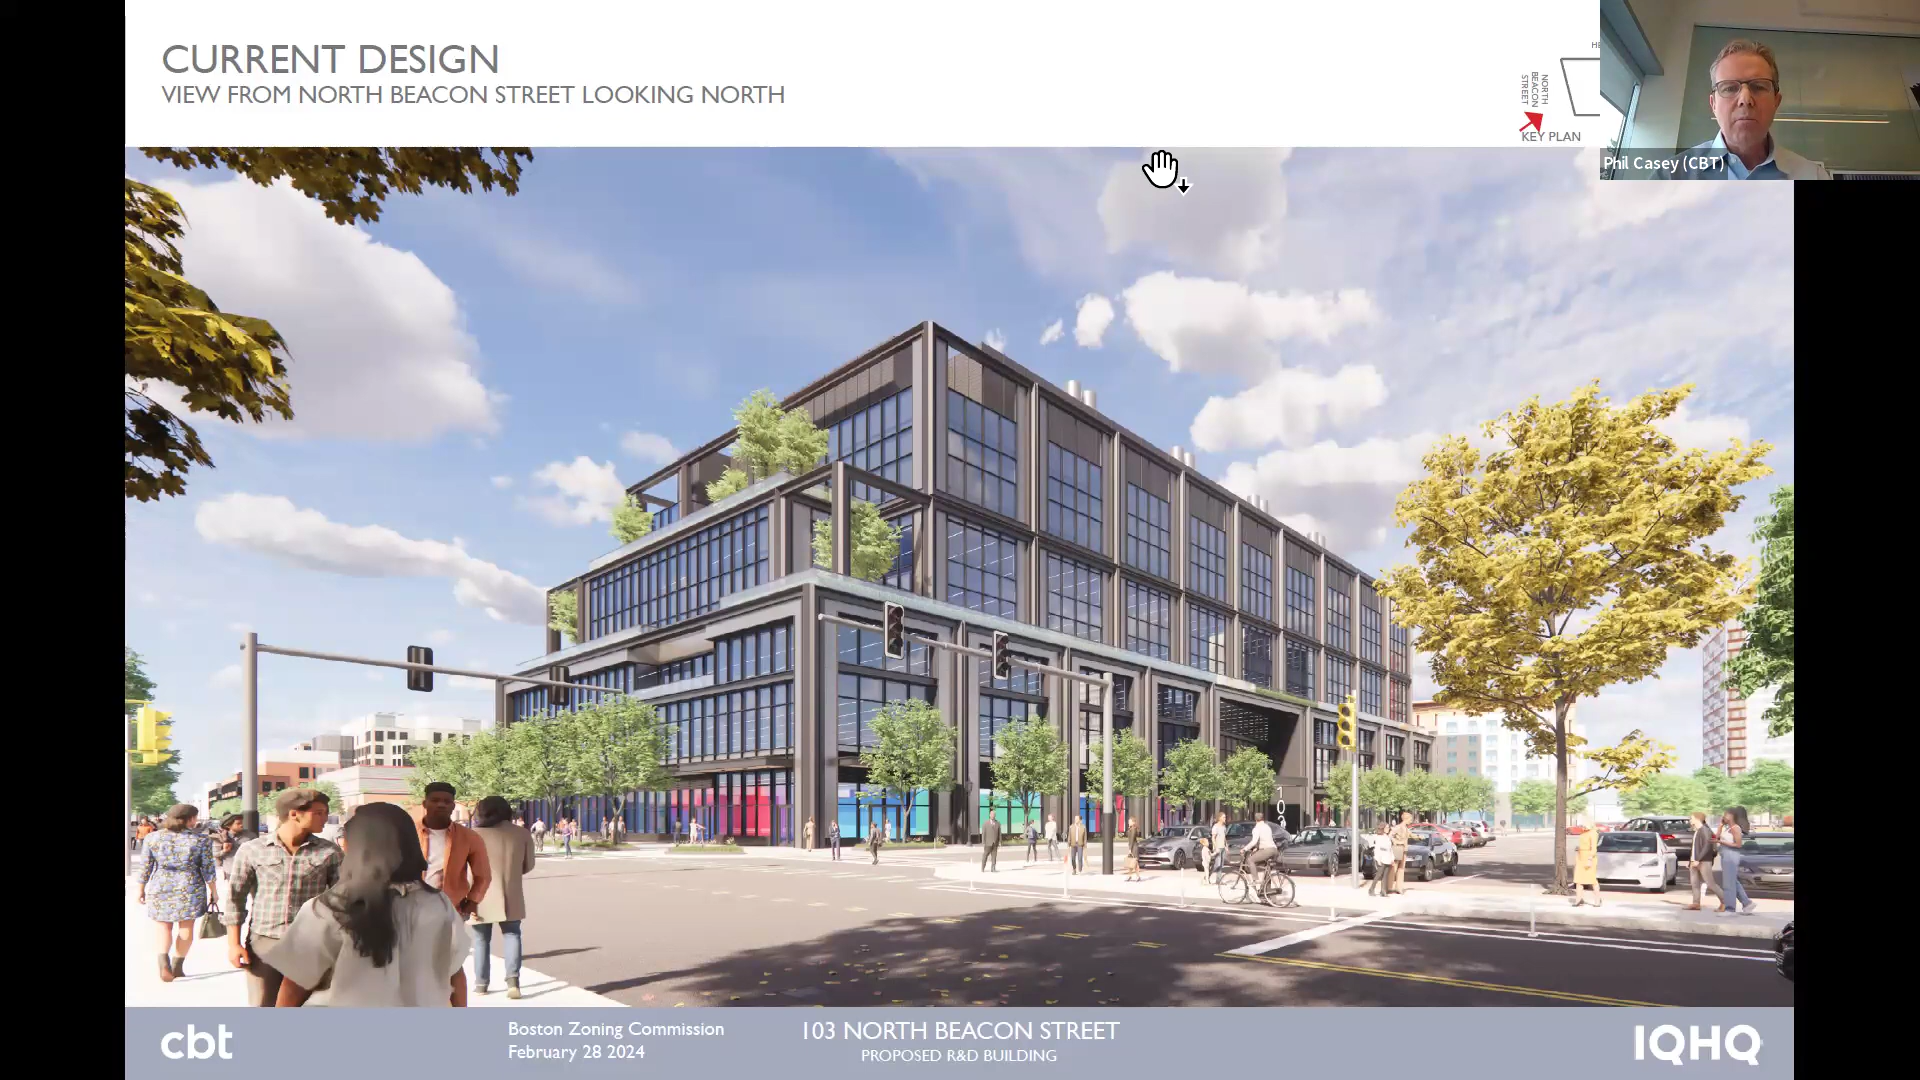 CURRENT DESIGN
VIEW FROM NORTH BEACON STREET LOOKING NORTH
NORTH
BEACON
STREET
KEY PLAN
Phil Casey (CBT)
cbt
Boston Zoning Commission
February 28 2024
103 NORTH BEACON STREET
PROPOSED R&D BUILDING
IQHQ